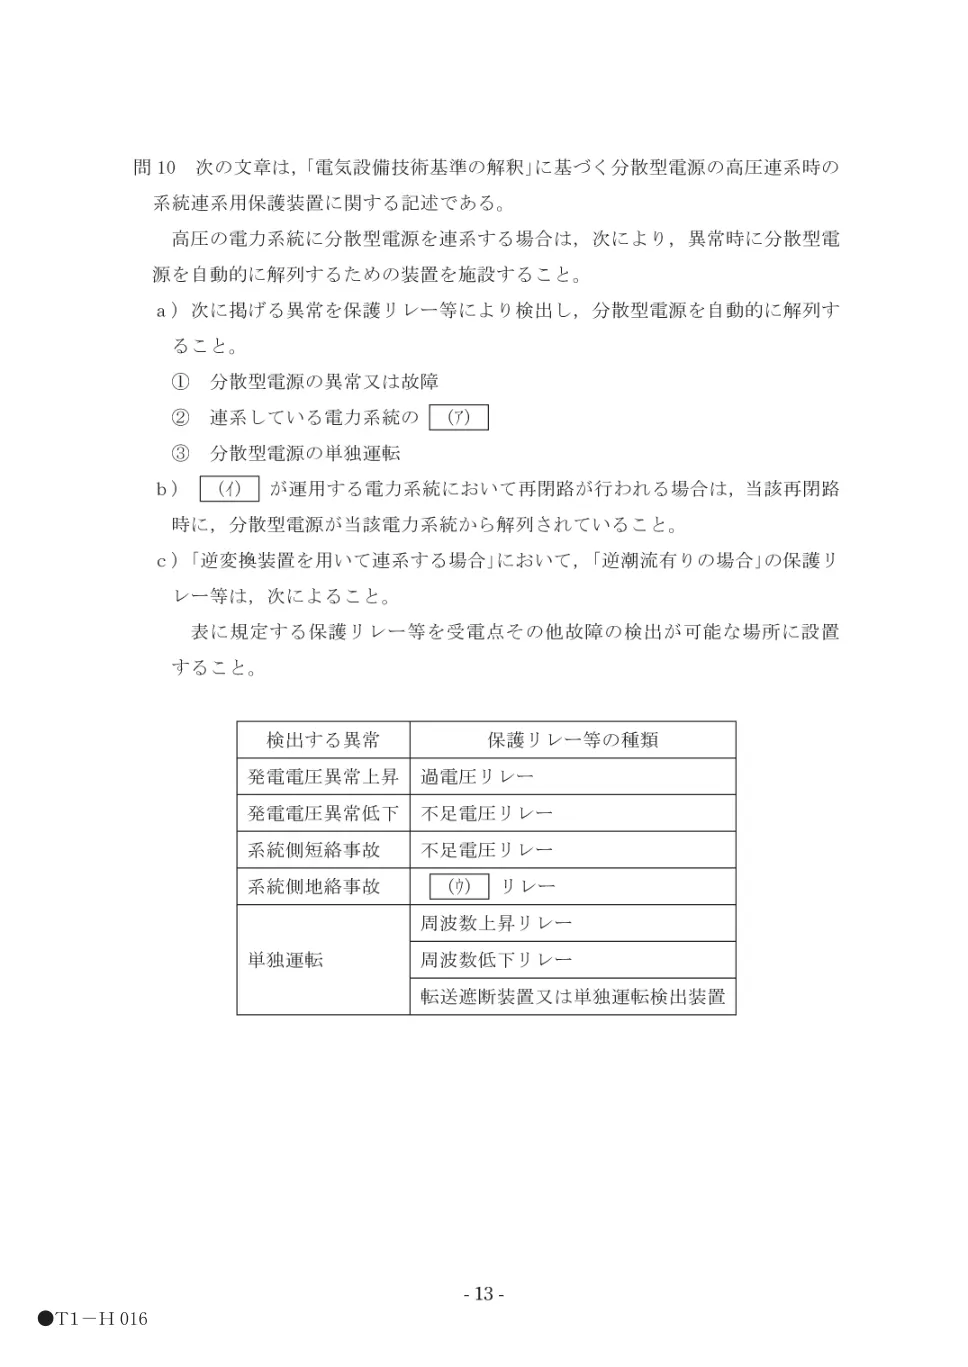 問10　次の文章は，「電気設備技術基準の解釈」に基づく分散型電源の高圧連系時の
系統連系用保護装置に関する記述である。
高圧の電力系統に分散型電源を連系する場合は，次により，異常時に分散型電
源を自動的に解列するための装置を施設すること。
a）次に掲げる異常を保護リレー等により検出し，分散型電源を自動的に解列す
ること。
①　分散型電源の異常又は故障
②　連系している電力系統の （ｱ）
③　分散型電源の単独運転
b） （ｲ） が運用する電力系統において再閉路が行われる場合は，当該再閉路
時に，分散型電源が当該電力系統から解列されていること。
c）「逆変換装置を用いて連系する場合」において，「逆潮流有りの場合」の保護リ
レー等は，次によること。
表に規定する保護リレー等を受電点その他故障の検出が可能な場所に設置
すること。
検出する異常　保護リレー等の種類
発電電圧異常上昇　過電圧リレー
発電電圧異常低下　不足電圧リレー
系統側短絡事故　不足電圧リレー
系統側地絡事故　（ｳ） リレー
周波数上昇リレー
単独運転　周波数低下リレー
転送遮断装置又は単独運転検出装置
- 13 -
●T1－H 016